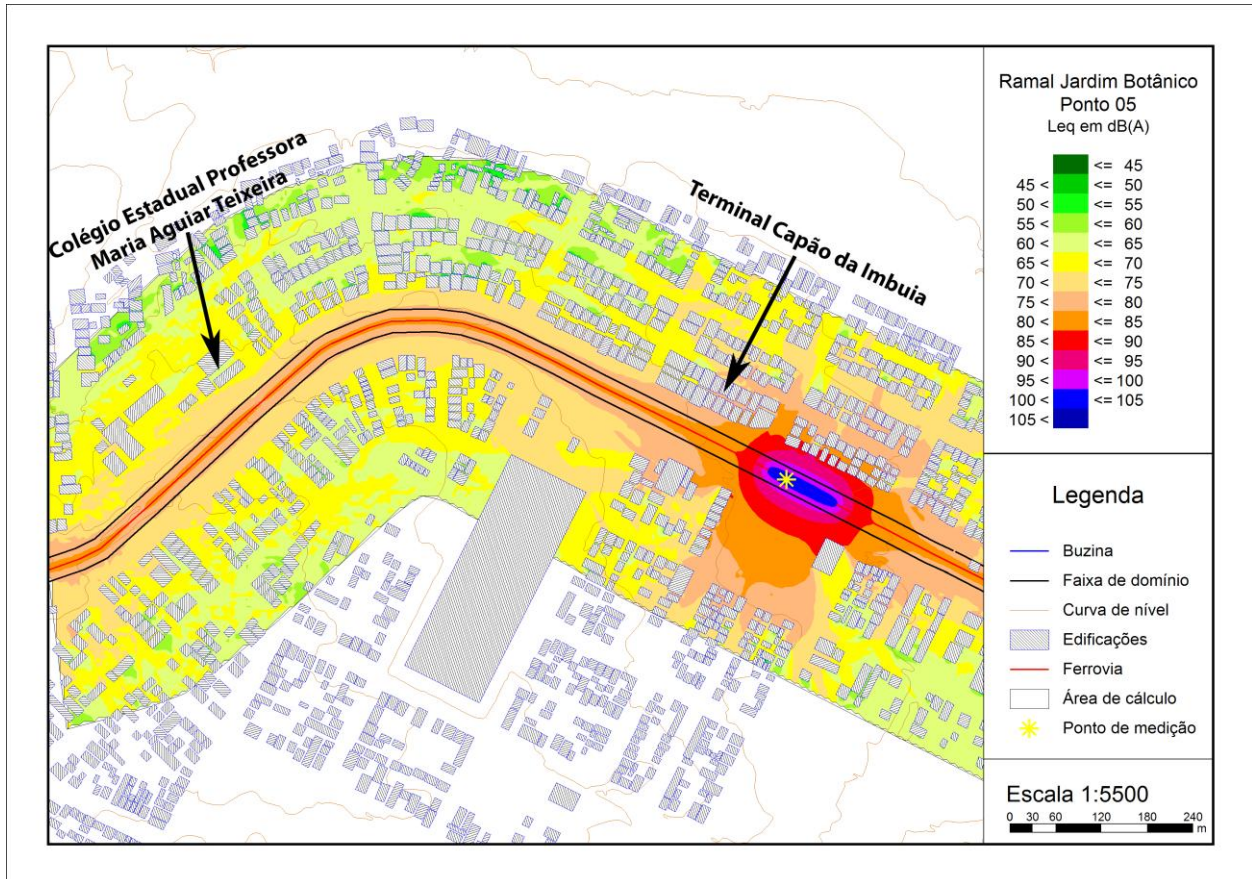 Colégio Estadual Professora
Maria Aguiar Teixeira
Terminal Capão da Imbuia
Ramal Jardim Botânico
Ponto 05
Leq em dB(A)
<= 45
45 < <= 50
50 < <= 55
55 < <= 60
60 < <= 65
65 < <= 70
70 < <= 75
75 < <= 80
80 < <= 85
85 < <= 90
90 < <= 95
95 < <= 100
100 < <= 105
105 <
Legenda
Buzina
Faixa de domínio
Curva de nível
Edificações
Ferrovia
Área de cálculo
Ponto de medição
Escala 1:5500
0 30 60 120 180 240
m